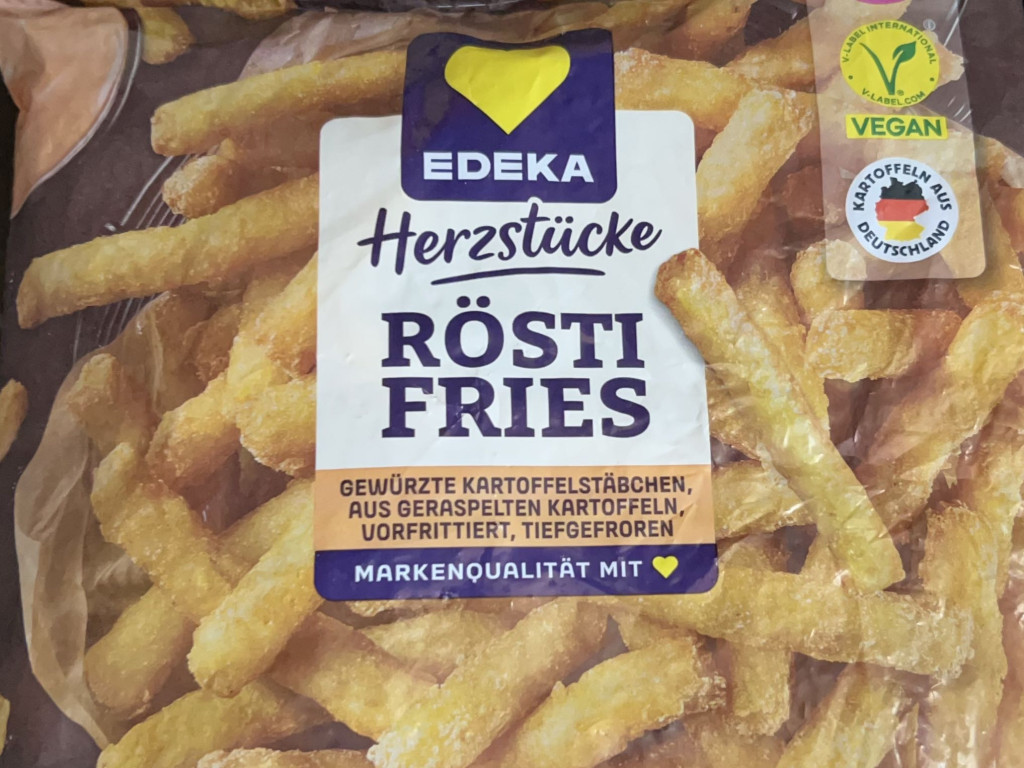 EDEKA
Herzstücke
RÖSTI
FRIES
GEWÜRZTE KARTOFFELSTÄBCHEN,
AUS GERASPELTEN KARTOFFELN,
VORFRITTIERT, TIEFGEFROREN
MARKENQUALITÄT MIT
V-LABEL INTERNATIONAL
V-LABEL.COM
VEGAN
KARTOFFELN AUS
DEUTSCHLAND